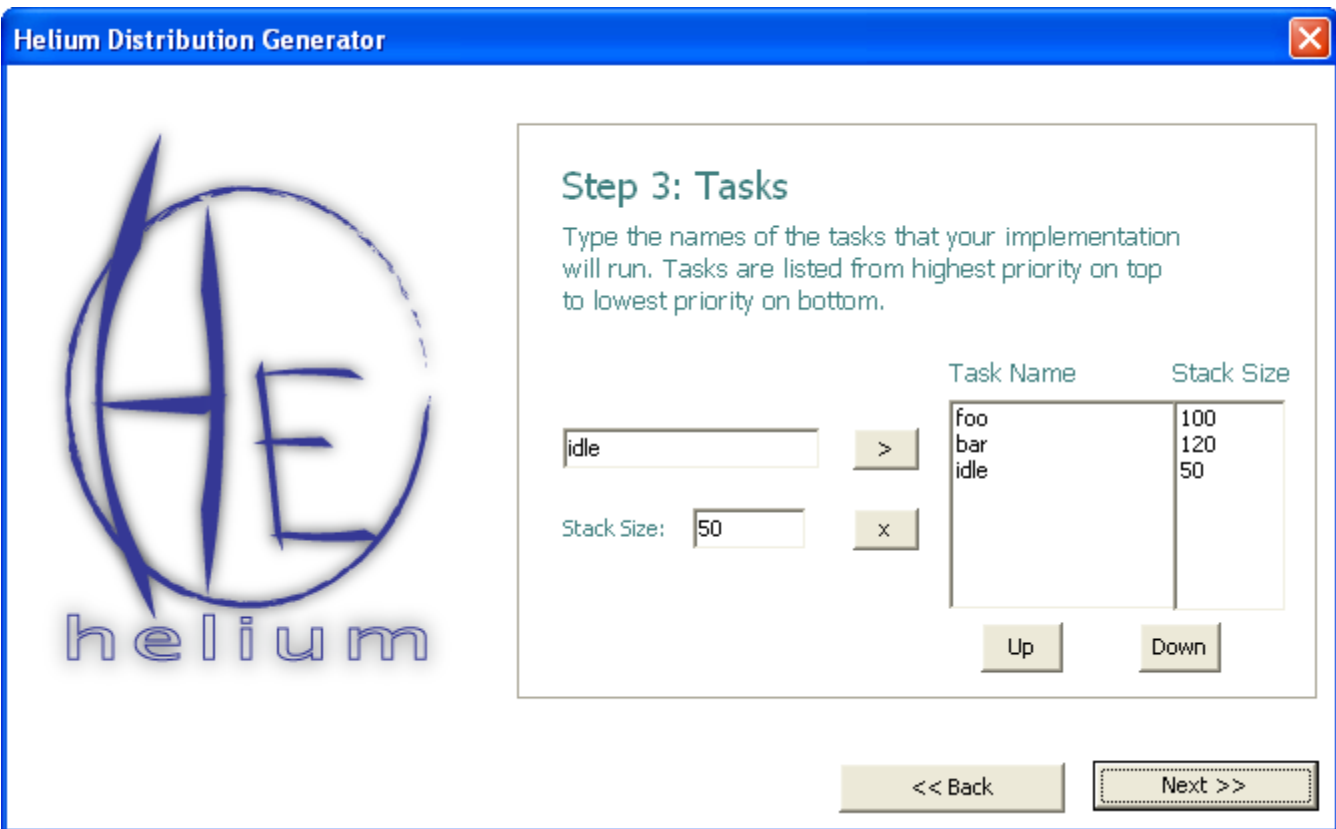 Helium Distribution Generator
HE
helium
Step 3: Tasks
Type the names of the tasks that your implementation
will run. Tasks are listed from highest priority on top
to lowest priority on bottom.
Task Name Stack Size
foo 100
bar 120
idle 50
idle >
Stack Size: 50 x
Up Down
<< Back Next >>